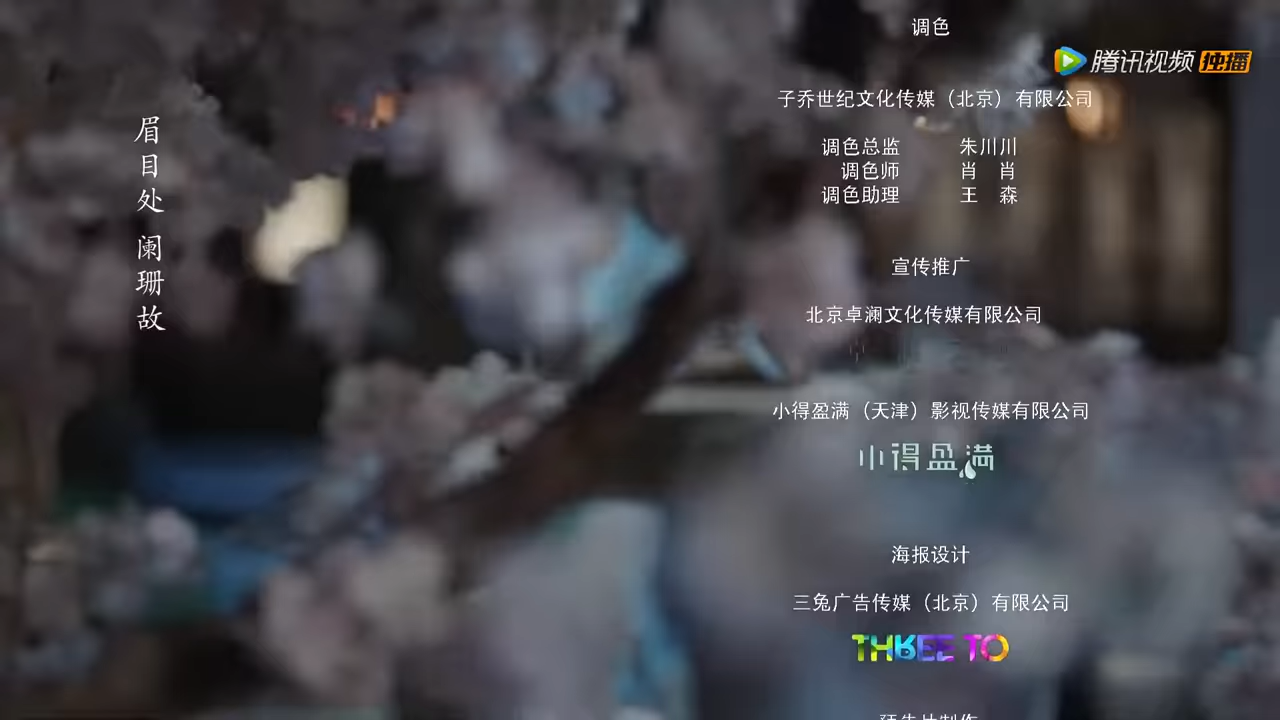 调色
腾讯视频 独播
子乔世纪文化传媒（北京）有限公司
眉目处 阑珊故
调色总监 朱川川
调色师 肖 肖
调色助理 王 森
宣传推广
北京卓澜文化传媒有限公司
小得盈满（天津）影视传媒有限公司
小得盈满
海报设计
三兔广告传媒（北京）有限公司
THREE TO